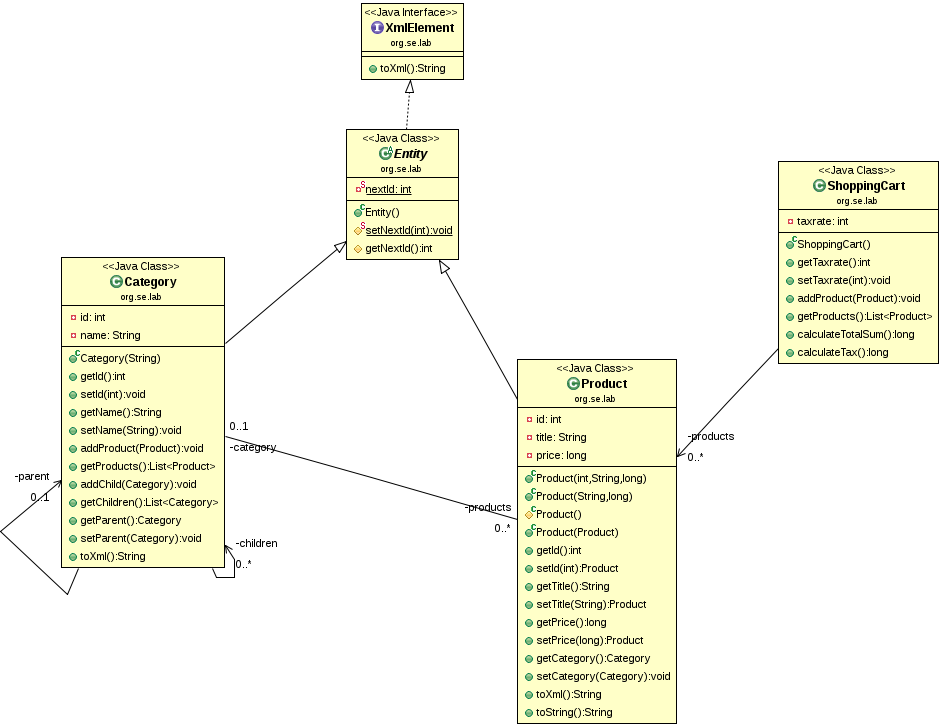 <<Java Interface>>
XmlElement
org.se.lab
toXml():String
<<Java Class>>
Entity
org.se.lab
nextId: int
Entity()
setNextId(int):void
getNextId():int
<<Java Class>>
ShoppingCart
org.se.lab
taxrate: int
ShoppingCart()
getTaxrate():int
setTaxrate(int):void
addProduct(Product):void
getProducts():List<Product>
calculateTotalSum():long
calculateTax():long
<<Java Class>>
Category
org.se.lab
id: int
name: String
Category(String)
getId():int
setId(int):void
getName():String
setName(String):void
addProduct(Product):void
getProducts():List<Product>
addChild(Category):void
getChildren():List<Category>
getParent():Category
setParent(Category):void
toXml():String
-parent
0..1
-children
0..*
0..1
-category
-products
0..*
-products
0..*
<<Java Class>>
Product
org.se.lab
id: int
title: String
price: long
Product(int,String,long)
Product(String,long)
Product()
Product(Product)
getId():int
setId(int):Product
getTitle():String
setTitle(String):Product
getPrice():long
setPrice(long):Product
getCategory():Category
setCategory(Category):void
toXml():String
toString():String